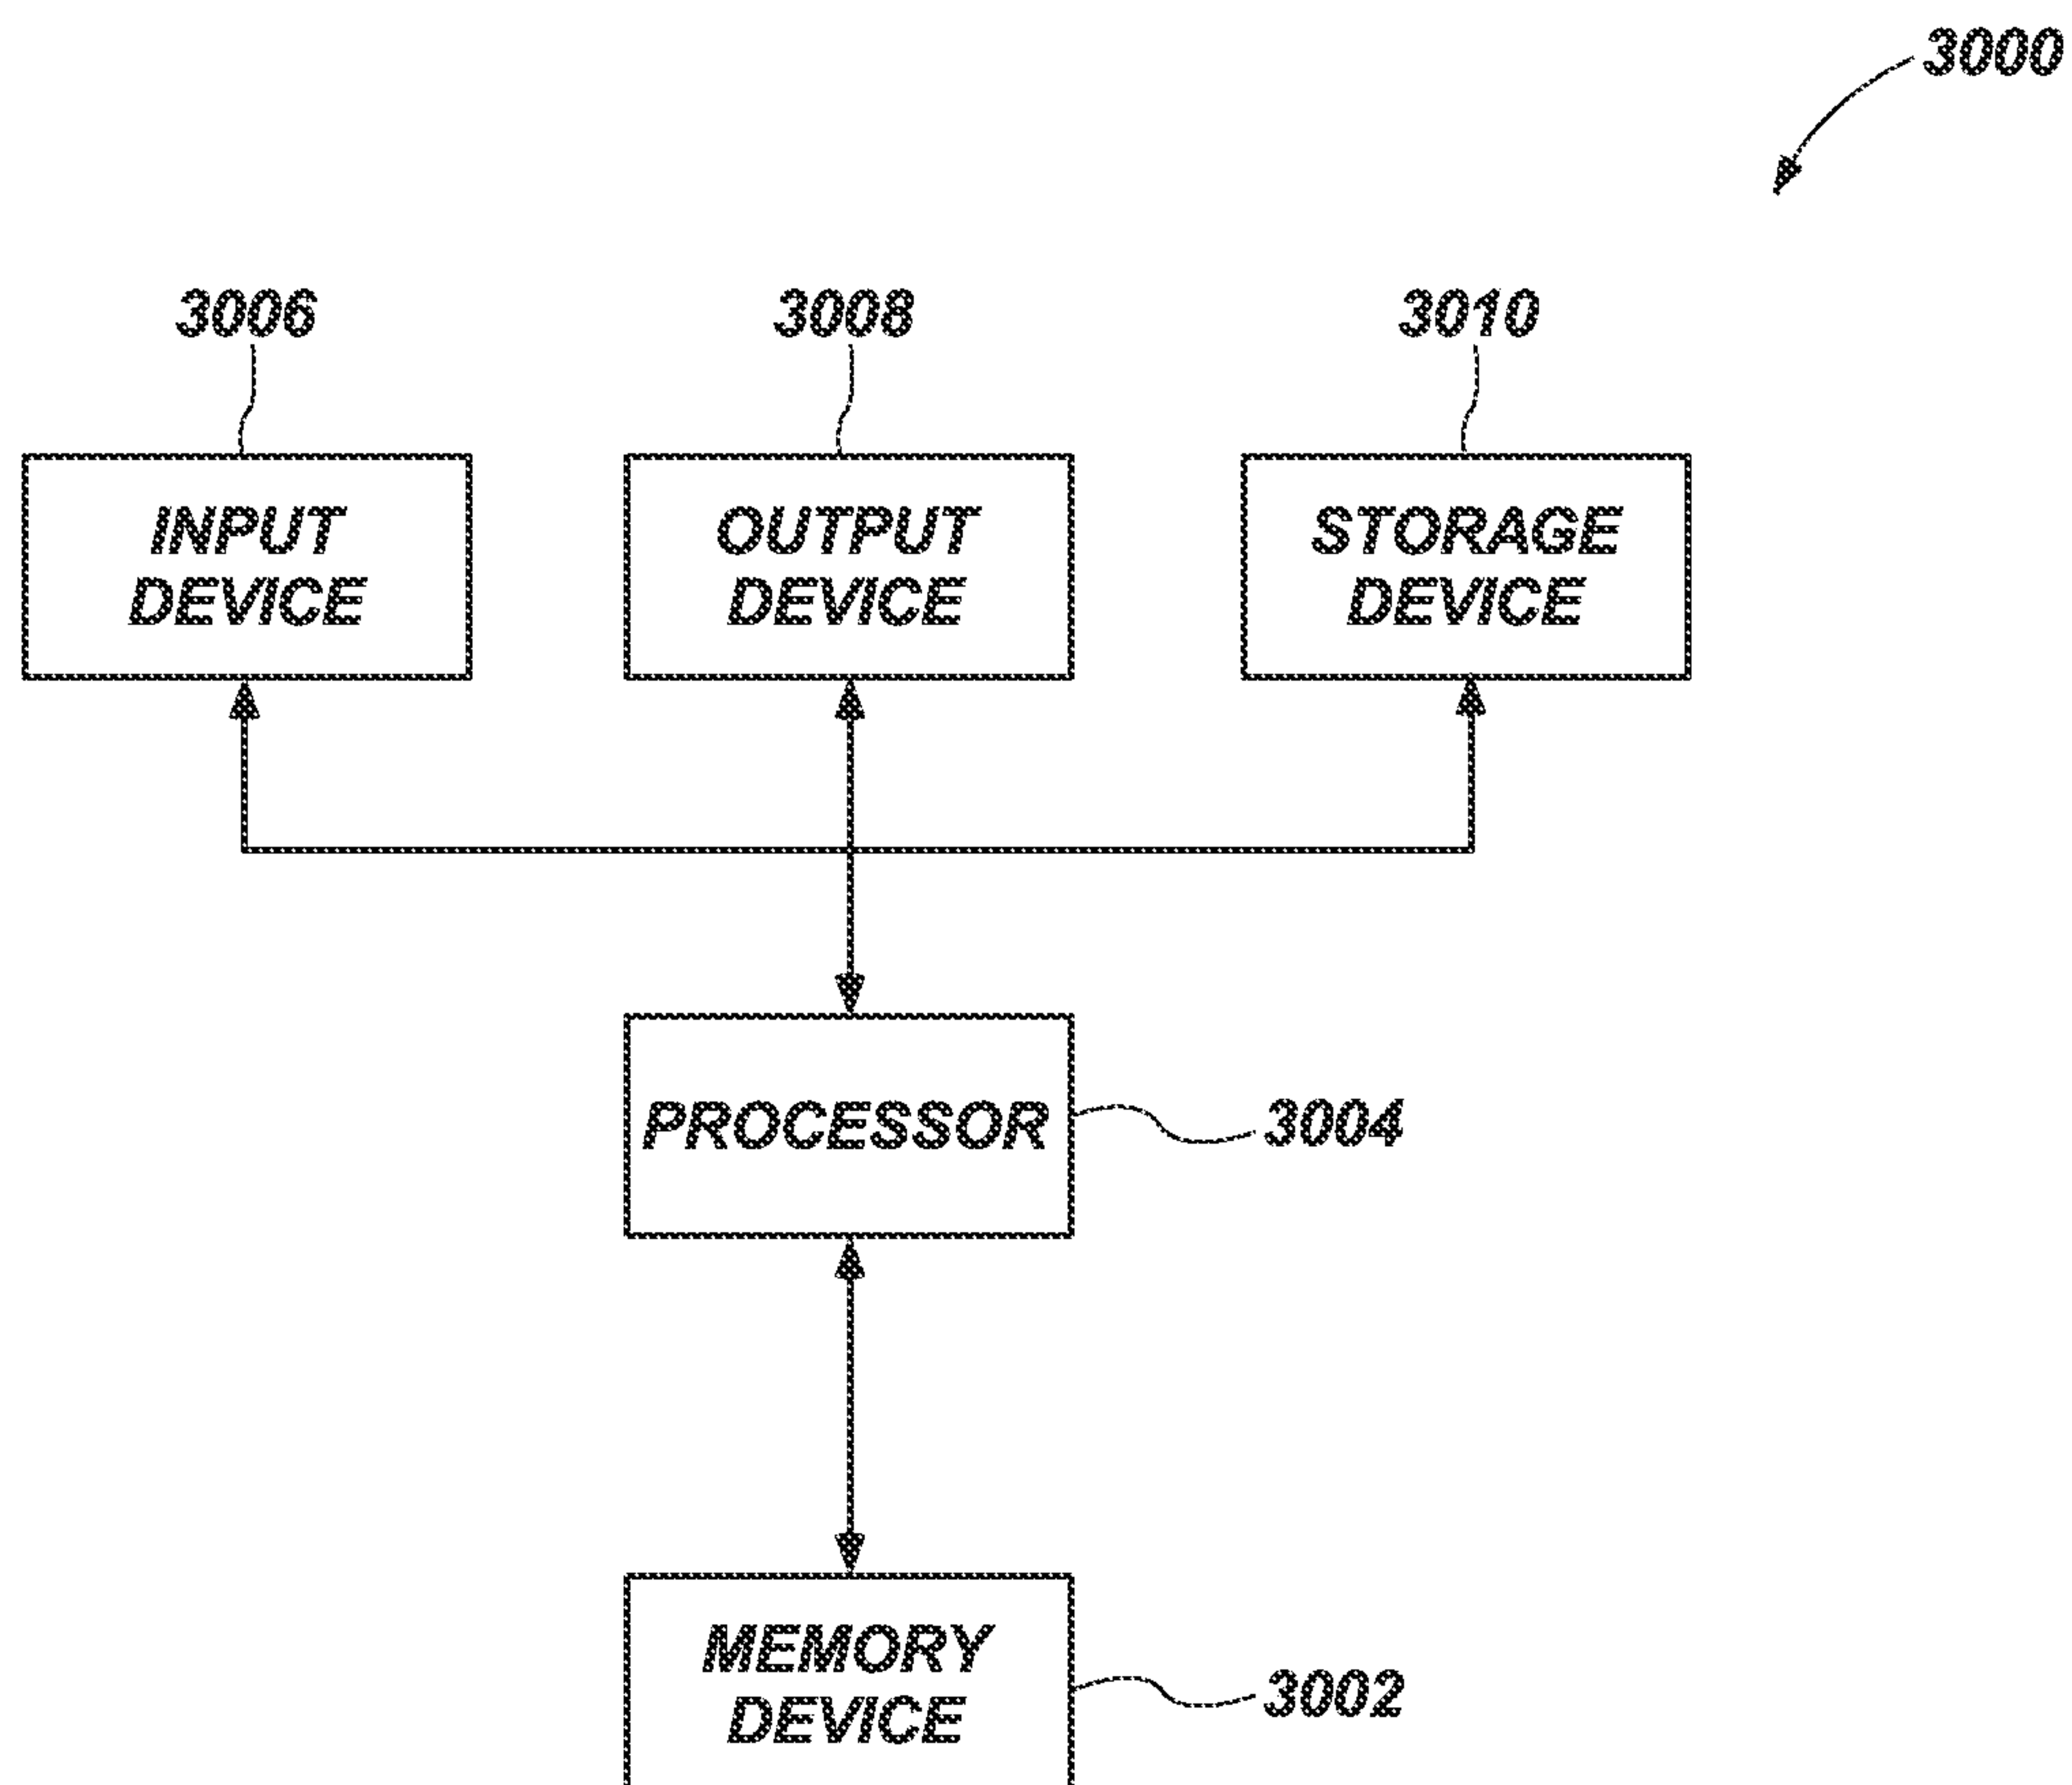 3000
3006
3008
3010
INPUT
DEVICE
OUTPUT
DEVICE
STORAGE
DEVICE
PROCESSOR
3004
MEMORY
DEVICE
3002